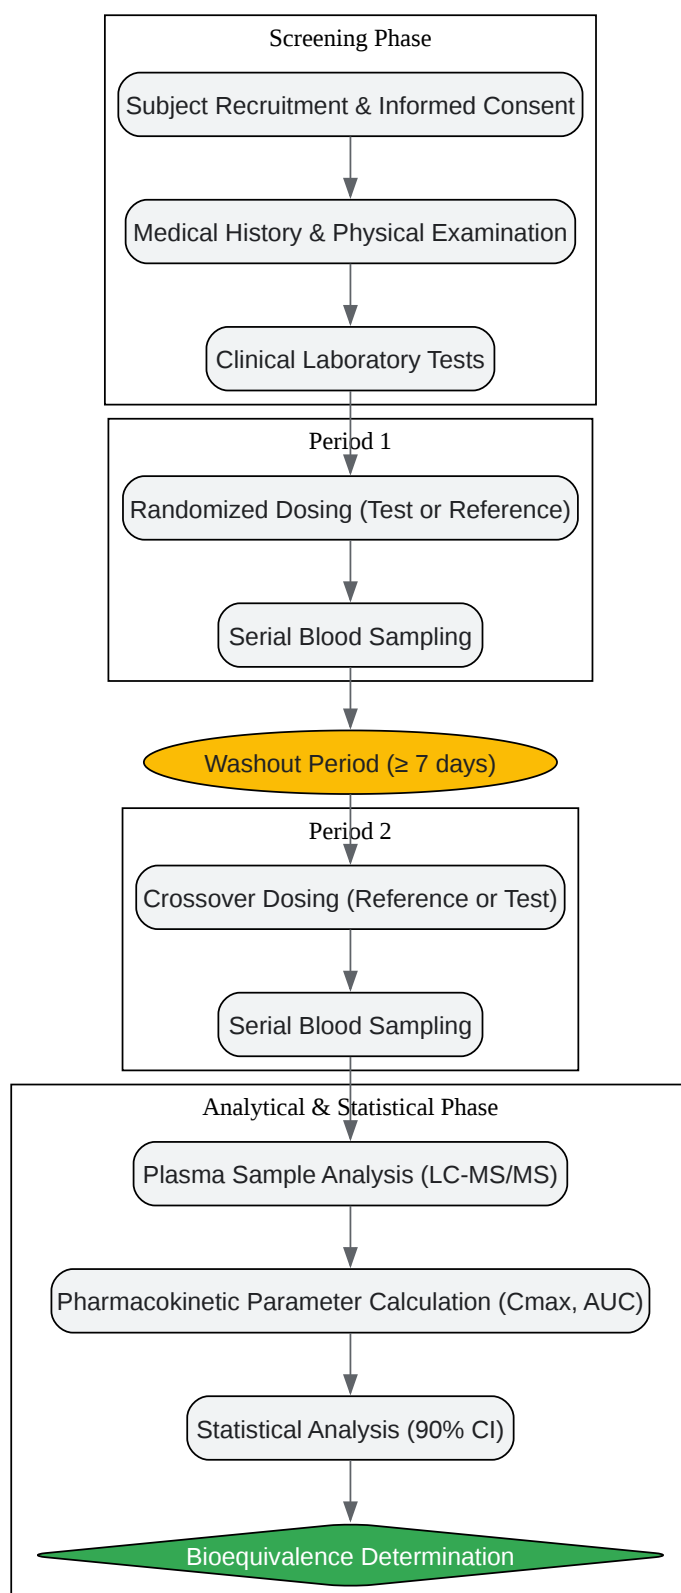 Screening Phase
Subject Recruitment & Informed Consent
Medical History & Physical Examination
Clinical Laboratory Tests
Period 1
Randomized Dosing (Test or Reference)
Serial Blood Sampling
Washout Period (≥ 7 days)
Period 2
Crossover Dosing (Reference or Test)
Serial Blood Sampling
Analytical & Statistical Phase
Plasma Sample Analysis (LC-MS/MS)
Pharmacokinetic Parameter Calculation (Cmax, AUC)
Statistical Analysis (90% CI)
Bioequivalence Determination